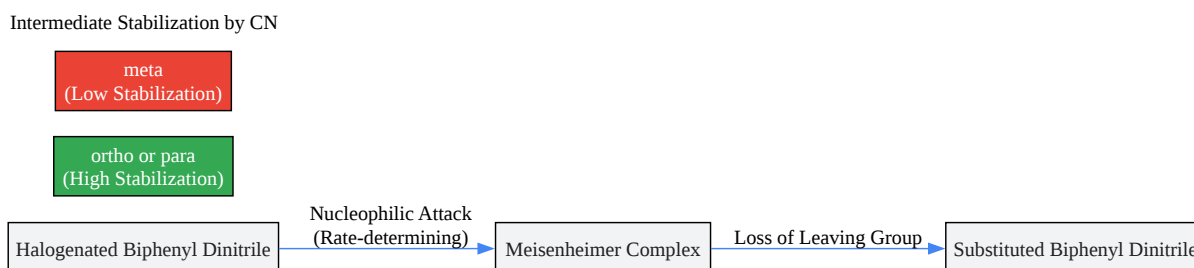 Intermediate Stabilization by CN
meta
(Low Stabilization)
ortho or para
(High Stabilization)
Halogenated Biphenyl Dinitrile
Nucleophilic Attack
(Rate-determining)
Meisenheimer Complex
Loss of Leaving Group
Substituted Biphenyl Dinitrile